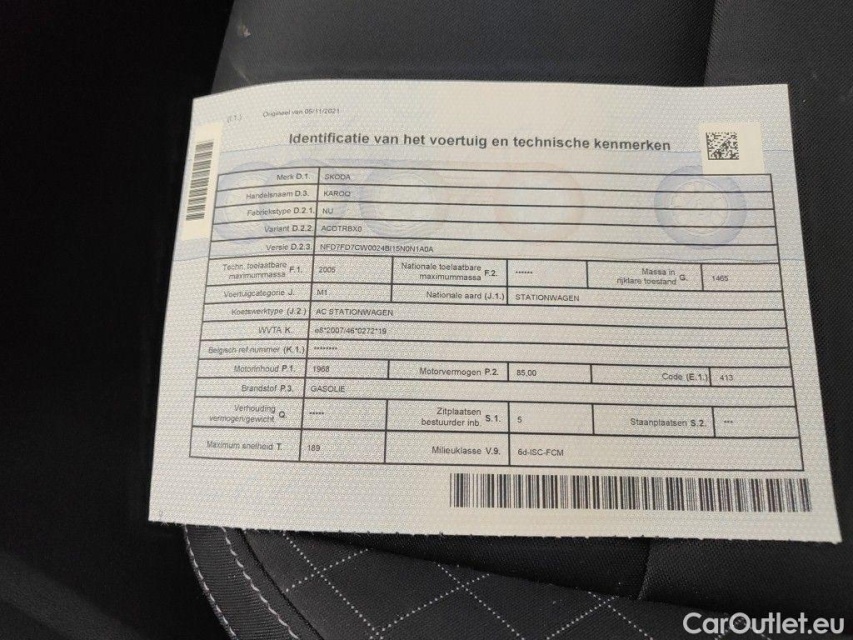 (I1.) Origineel van 05/11/2021
Identificatie van het voertuig en technische kenmerken
Merk D.1. SKODA
Handelsnaam D.3. KAROQ
Fabriekstype D.2.1. NU
Variant D.2.2. ACDTRBX0
Versie D.2.3. NFD7FD7CW0024B/15N0N1A0A
Techn. toelaatbare maximummassa F.1. 2005 Nationale toelaatbare maximummassa F.2. ------ Massa in rijklare toestand G. 1465
Voertuigcategorie J. M1 Nationale aard (J.1.) STATIONWAGEN
Koetswerktype (J.2.) AC STATIONWAGEN
WVTA K. e8*2007/46*0272*19
Belgisch ref.nummer (K.1.) --------
Motorinhoud P.1. 1968 Motorvermogen P.2. 85,00 Code (E.1.) 413
Brandstof P.3. GASOLIE
Verhouding vermogen/gewicht Q. ----- Zitplaatsen bestuurder inb. S.1. 5 Staanplaatsen S.2. ---
Maximum snelheid T. 189 Milieuklasse V.9. 6d-ISC-FCM
CarOutlet.eu